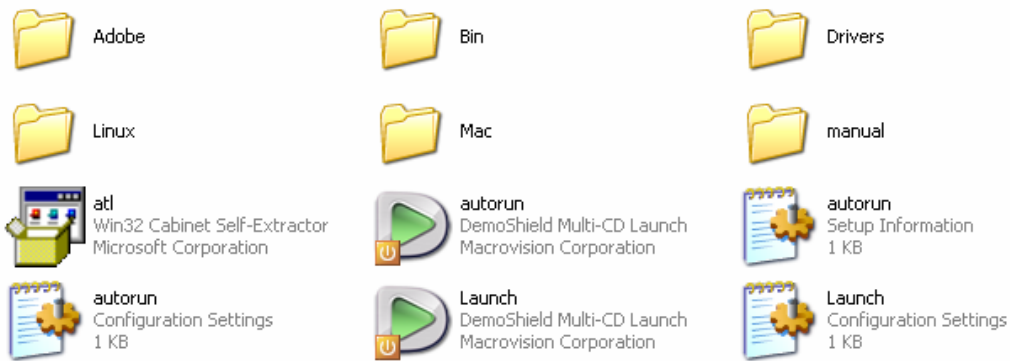 Adobe
Bin
Drivers
Linux
Mac
manual
atl
Win32 Cabinet Self-Extractor
Microsoft Corporation
autorun
DemoShield Multi-CD Launch
Macrovision Corporation
autorun
Setup Information
1 KB
autorun
Configuration Settings
1 KB
Launch
DemoShield Multi-CD Launch
Macrovision Corporation
Launch
Configuration Settings
1 KB